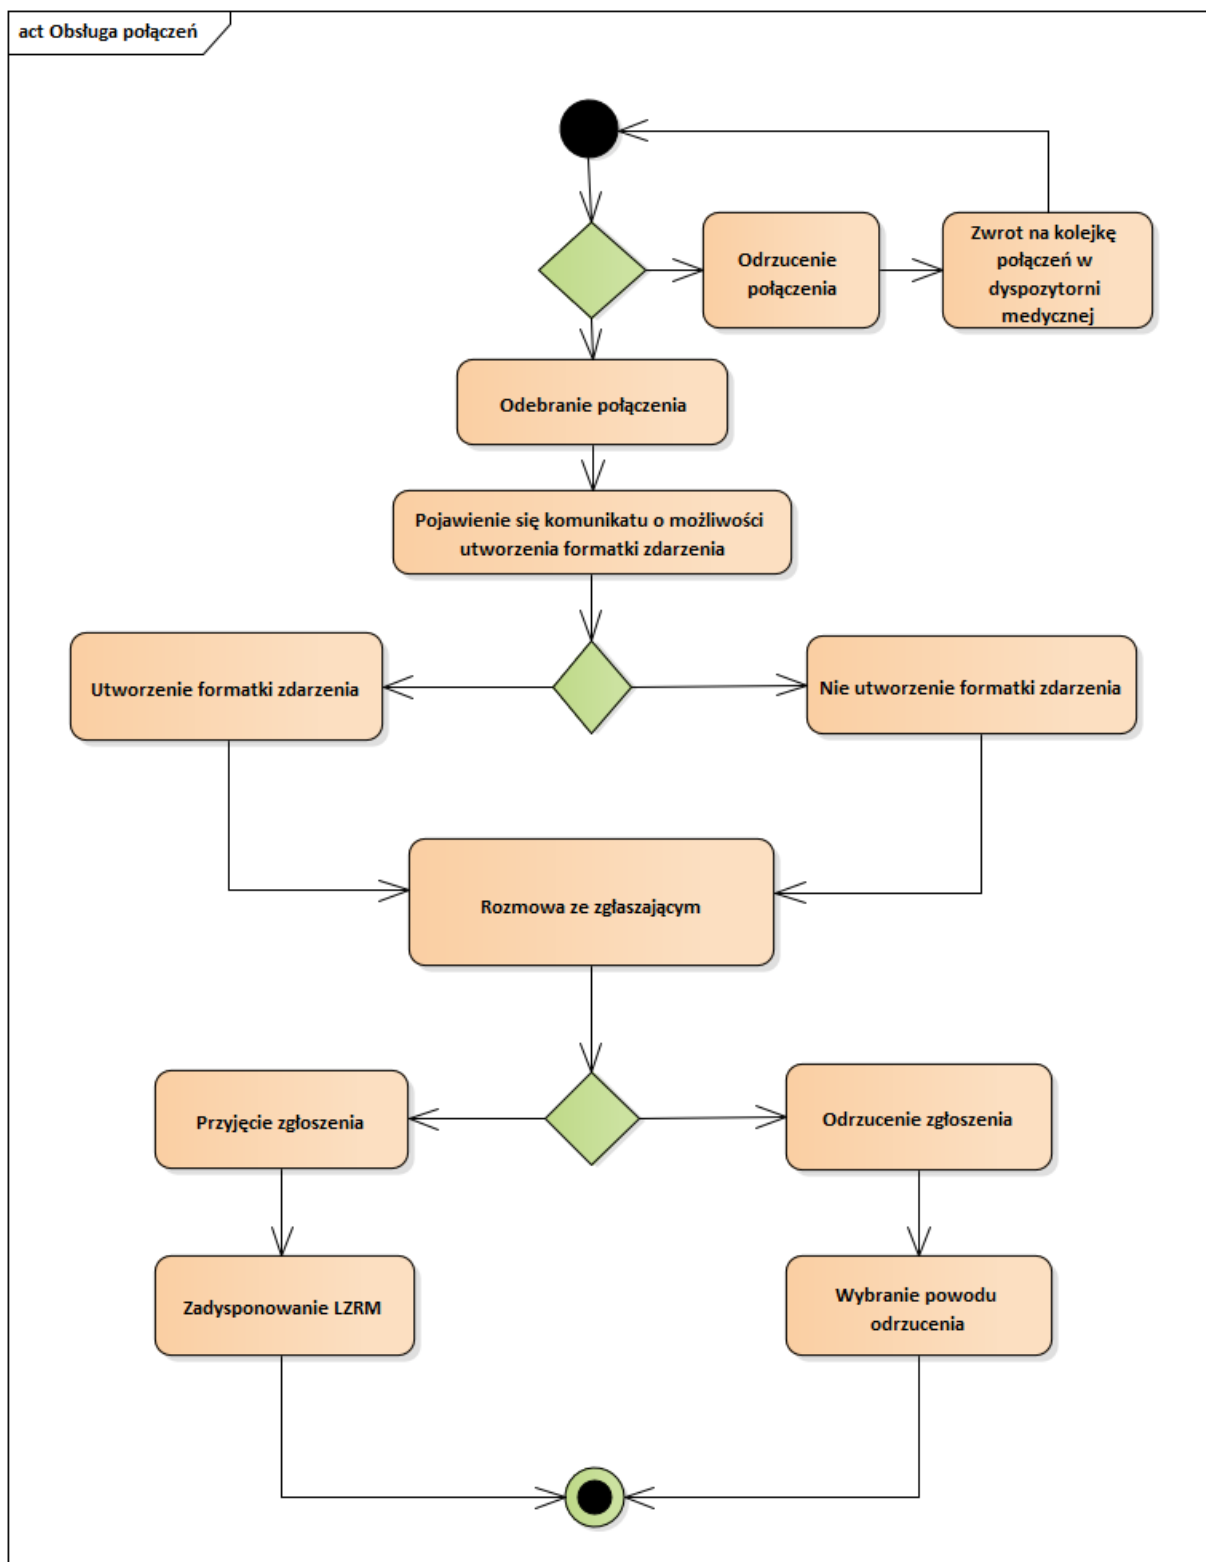 act Obsługa połączeń
Odrzucenie
połączenia
Zwrot na kolejkę
połączeń w
dyspozytorni
medycznej
Odebranie połączenia
Pojawienie się komunikatu o możliwości
utworzenia formatki zdarzenia
Utworzenie formatki zdarzenia
Nie utworzenie formatki zdarzenia
Rozmowa ze zgłaszającym
Przyjęcie zgłoszenia
Odrzucenie zgłoszenia
Zadysponowanie LZRM
Wybranie powodu
odrzucenia